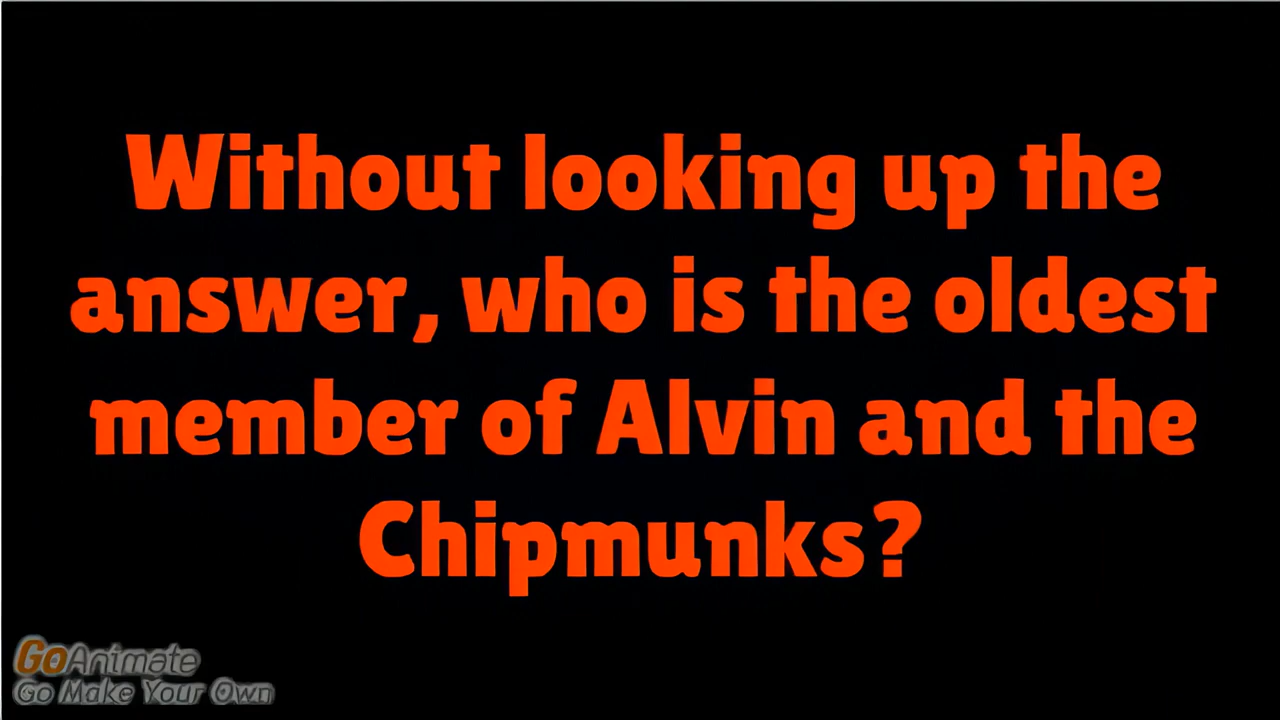 Without looking up the
answer, who is the oldest
member of Alvin and the
Chipmunks?
GoAnimate
Go Make Your Own